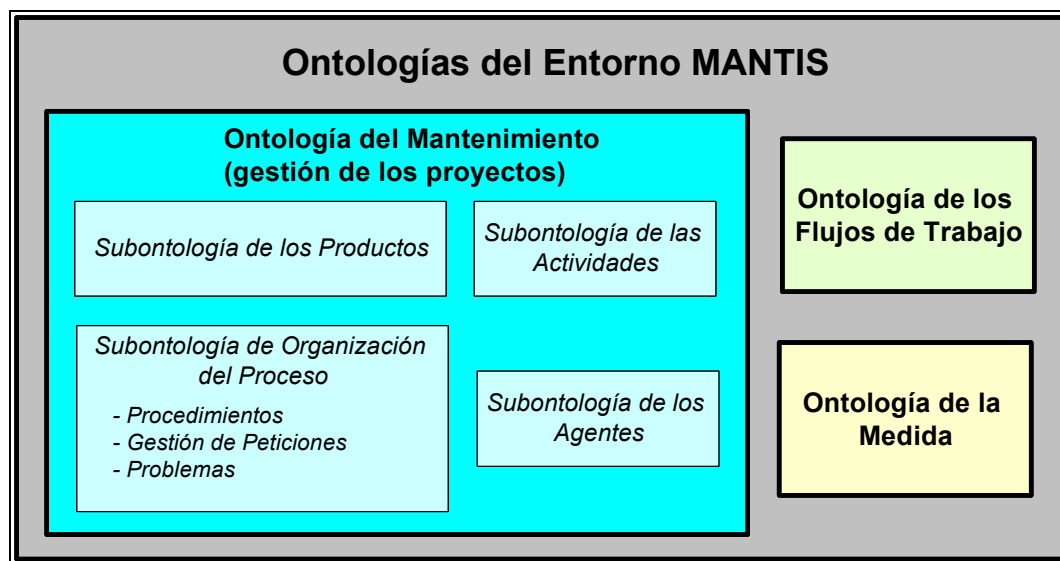 Ontologías del Entorno MANTIS
Ontología del Mantenimiento
(gestión de los proyectos)
Subontología de los Productos
Subontología de las
Actividades
Subontología de Organización
del Proceso
- Procedimientos
- Gestión de Peticiones
- Problemas
Subontología de los
Agentes
Ontología de los
Flujos de Trabajo
Ontología de la
Medida